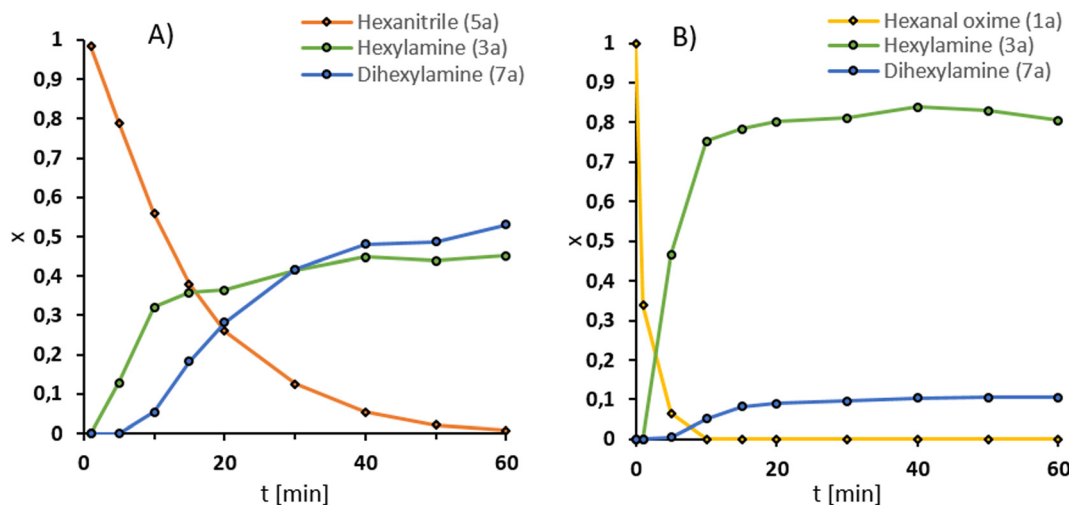 A)
Hexanitrile (5a)
Hexylamine (3a)
Dihexylamine (7a)
1
0,9
0,8
0,7
0,6
0,5
0,4
0,3
0,2
0,1
0
x
0
20
40
60
t [min]
B)
Hexanal oxime (1a)
Hexylamine (3a)
Dihexylamine (7a)
1
0,9
0,8
0,7
0,6
0,5
0,4
0,3
0,2
0,1
0
x
0
20
40
60
t [min]